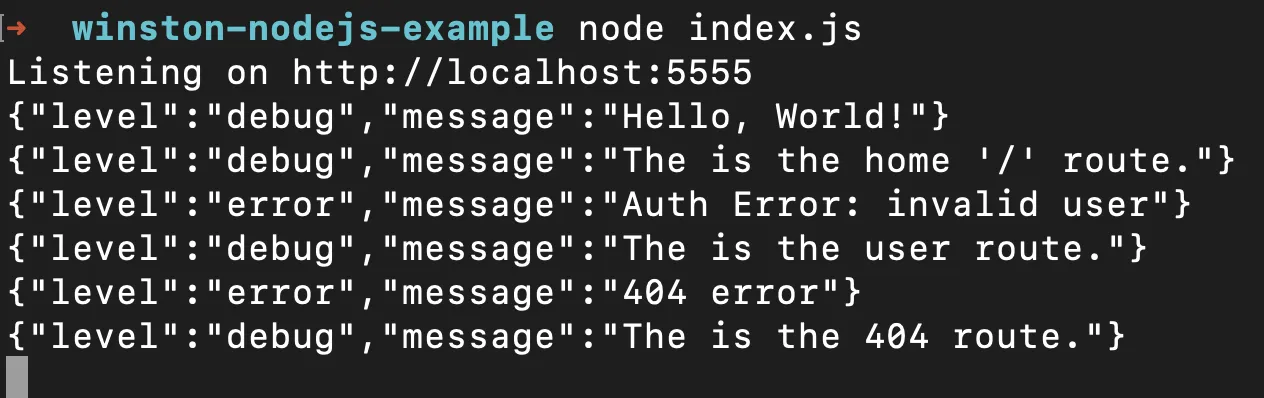 ➜ winston-nodejs-example node index.js
Listening on http://localhost:5555
{"level":"debug","message":"Hello, World!"}
{"level":"debug","message":"The is the home '/' route."}
{"level":"error","message":"Auth Error: invalid user"}
{"level":"debug","message":"The is the user route."}
{"level":"error","message":"404 error"}
{"level":"debug","message":"The is the 404 route."}